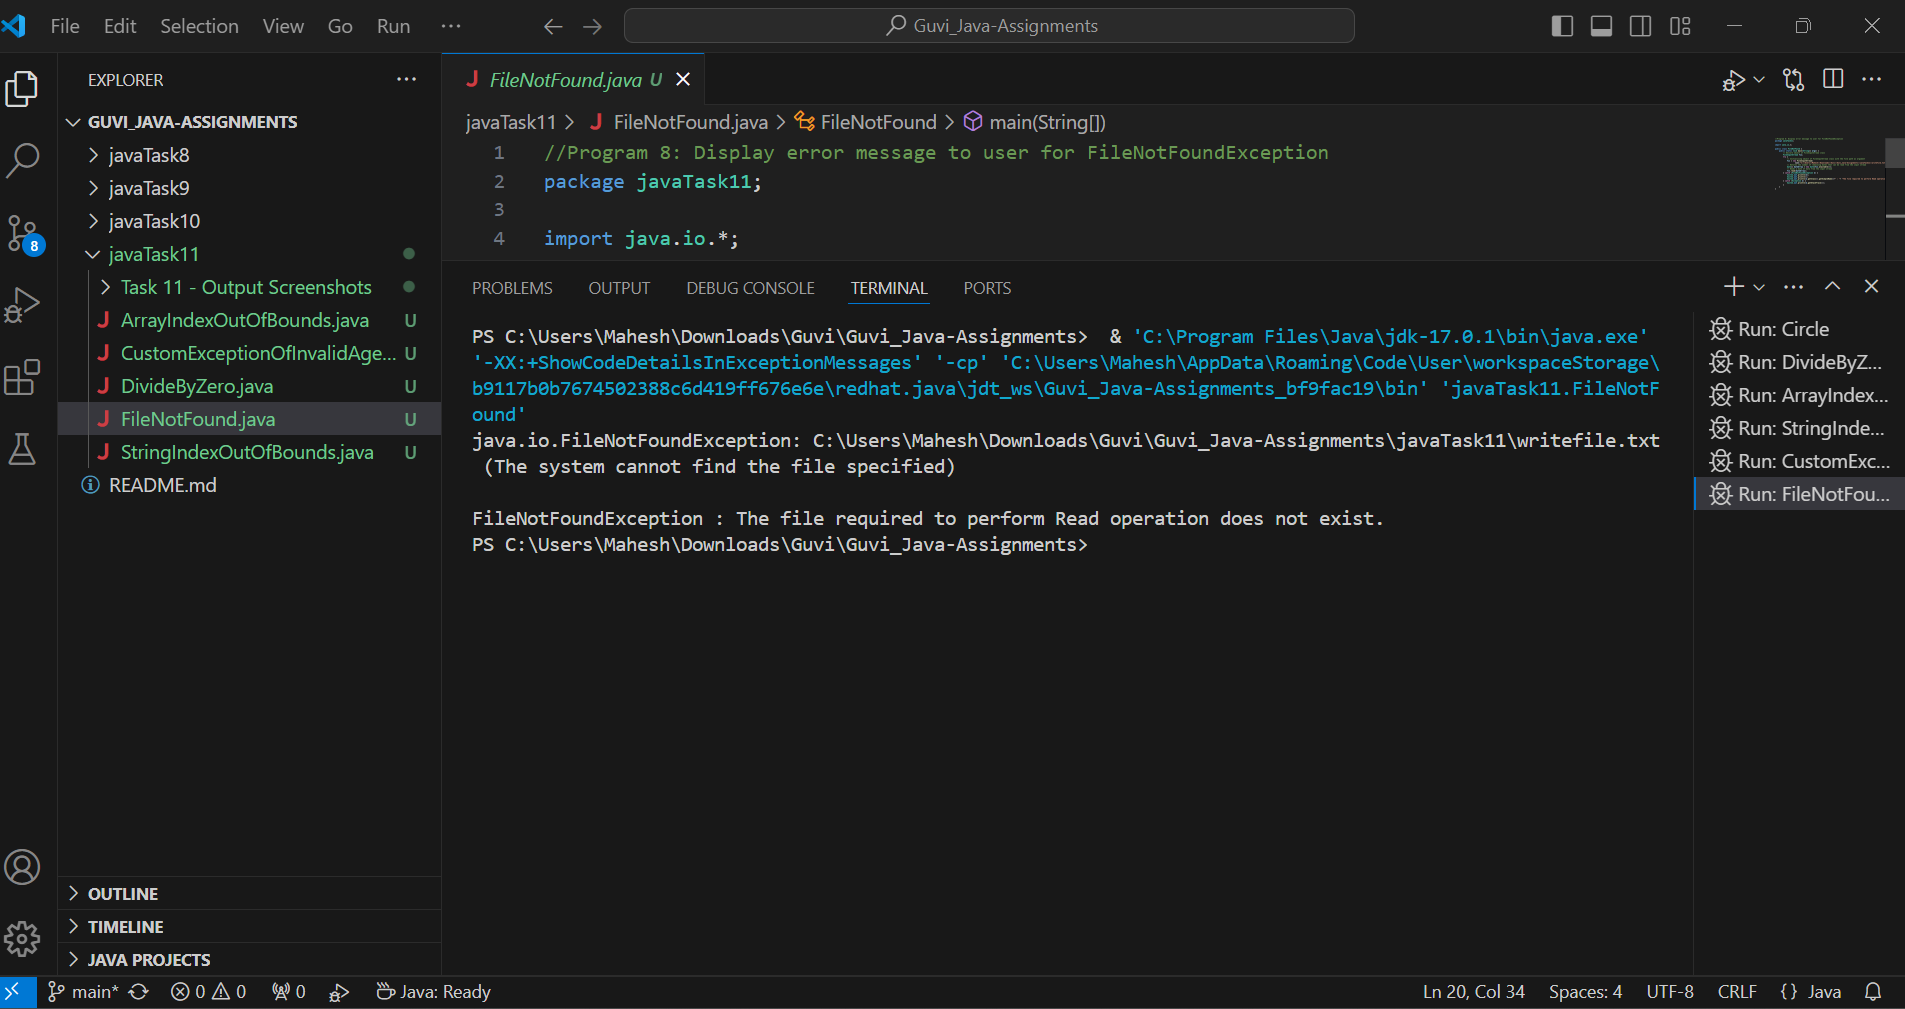 File Edit Selection View Go Run ···
Guvi_Java-Assignments
EXPLORER
GUVI_JAVA-ASSIGNMENTS
javaTask8
javaTask9
javaTask10
javaTask11
Task 11 - Output Screenshots
J ArrayIndexOutOfBounds.java U
J CustomExceptionOfInvalidAge... U
J DivideByZero.java U
J FileNotFound.java U
J StringIndexOutOfBounds.java U
README.md
8
OUTLINE
TIMELINE
JAVA PROJECTS
J FileNotFound.java U
javaTask11 > J FileNotFound.java > FileNotFound > main(String[])
1 //Program 8: Display error message to user for FileNotFoundException
2 package javaTask11;
3
4 import java.io.*;
PROBLEMS OUTPUT DEBUG CONSOLE TERMINAL PORTS
PS C:\Users\Mahesh\Downloads\Guvi\Guvi_Java-Assignments>  & 'C:\Program Files\Java\jdk-17.0.1\bin\java.exe'
'-XX:+ShowCodeDetailsInExceptionMessages' '-cp' 'C:\Users\Mahesh\AppData\Roaming\Code\User\workspaceStorage\
b9117b0b7674502388c6d419ff676e6e\redhat.java\jdt_ws\Guvi_Java-Assignments_bf9fac19\bin' 'javaTask11.FileNotF
ound'
java.io.FileNotFoundException: C:\Users\Mahesh\Downloads\Guvi\Guvi_Java-Assignments\javaTask11\writefile.txt
(The system cannot find the file specified)
FileNotFoundException : The file required to perform Read operation does not exist.
PS C:\Users\Mahesh\Downloads\Guvi\Guvi_Java-Assignments>
Run: Circle
Run: DivideByZ...
Run: ArrayIndex...
Run: StringInde...
Run: CustomExc...
Run: FileNotFou...
main* 0 0 0 Java: Ready
Ln 20, Col 34 Spaces: 4 UTF-8 CRLF {} Java